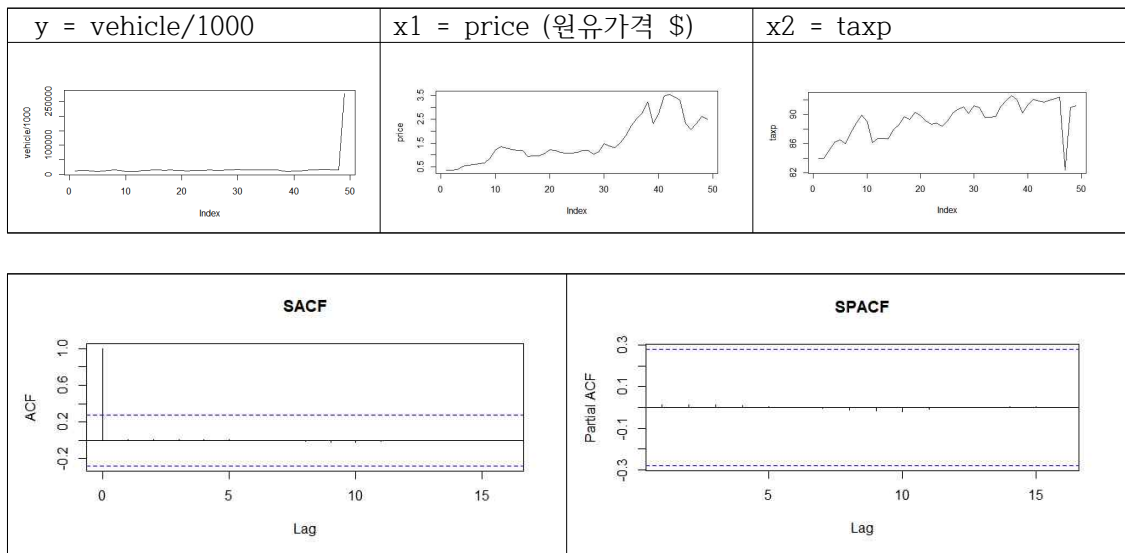 y = vehicle/1000
x1 = price (원유가격 $)
x2 = taxp
vehicle/1000
0 100000 250000
0 10 20 30 40 50
Index
price
0.5 1.5 2.5 3.5
0 10 20 30 40 50
Index
taxp
82 86 90
0 10 20 30 40 50
Index
SACF
ACF
-0.2 0.2 0.6 1.0
0 5 10 15
Lag
SPACF
Partial ACF
-0.3 -0.1 0.1 0.3
5 10 15
Lag